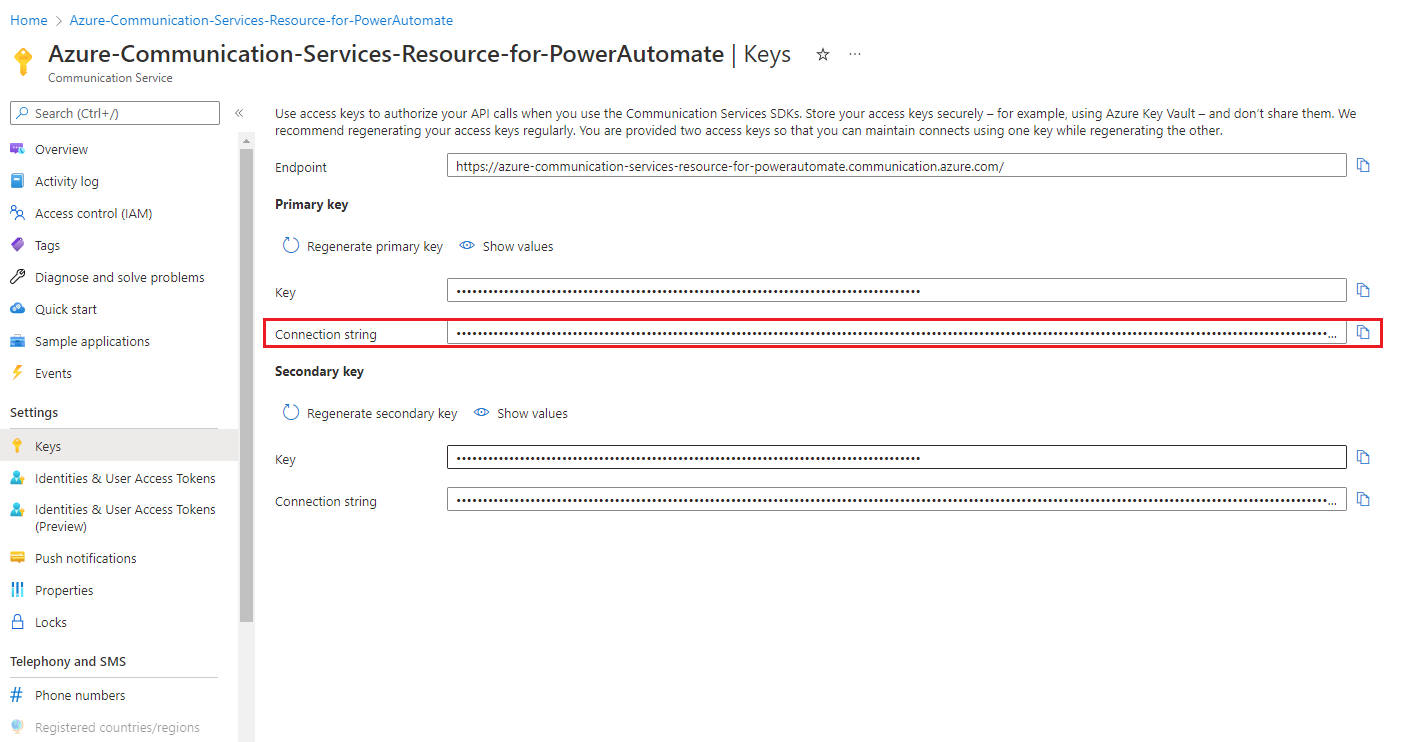 Home > Azure-Communication-Services-Resource-for-PowerAutomate
Azure-Communication-Services-Resource-for-PowerAutomate | Keys
Communication Service
Search (Ctrl+/)
Overview
Activity log
Access control (IAM)
Tags
Diagnose and solve problems
Quick start
Sample applications
Events
Settings
Keys
Identities & User Access Tokens
Identities & User Access Tokens
(Preview)
Push notifications
Properties
Locks
Telephony and SMS
Phone numbers
Registered countries/regions
Use access keys to authorize your API calls when you use the Communication Services SDKs. Store your access keys securely – for example, using Azure Key Vault – and don't share them. We
recommend regenerating your access keys regularly. You are provided two access keys so that you can maintain connects using one key while regenerating the other.
Endpoint https://azure-communication-services-resource-for-powerautomate.communication.azure.com/
Primary key
Regenerate primary key Show values
Key
Connection string
Secondary key
Regenerate secondary key Show values
Key
Connection string